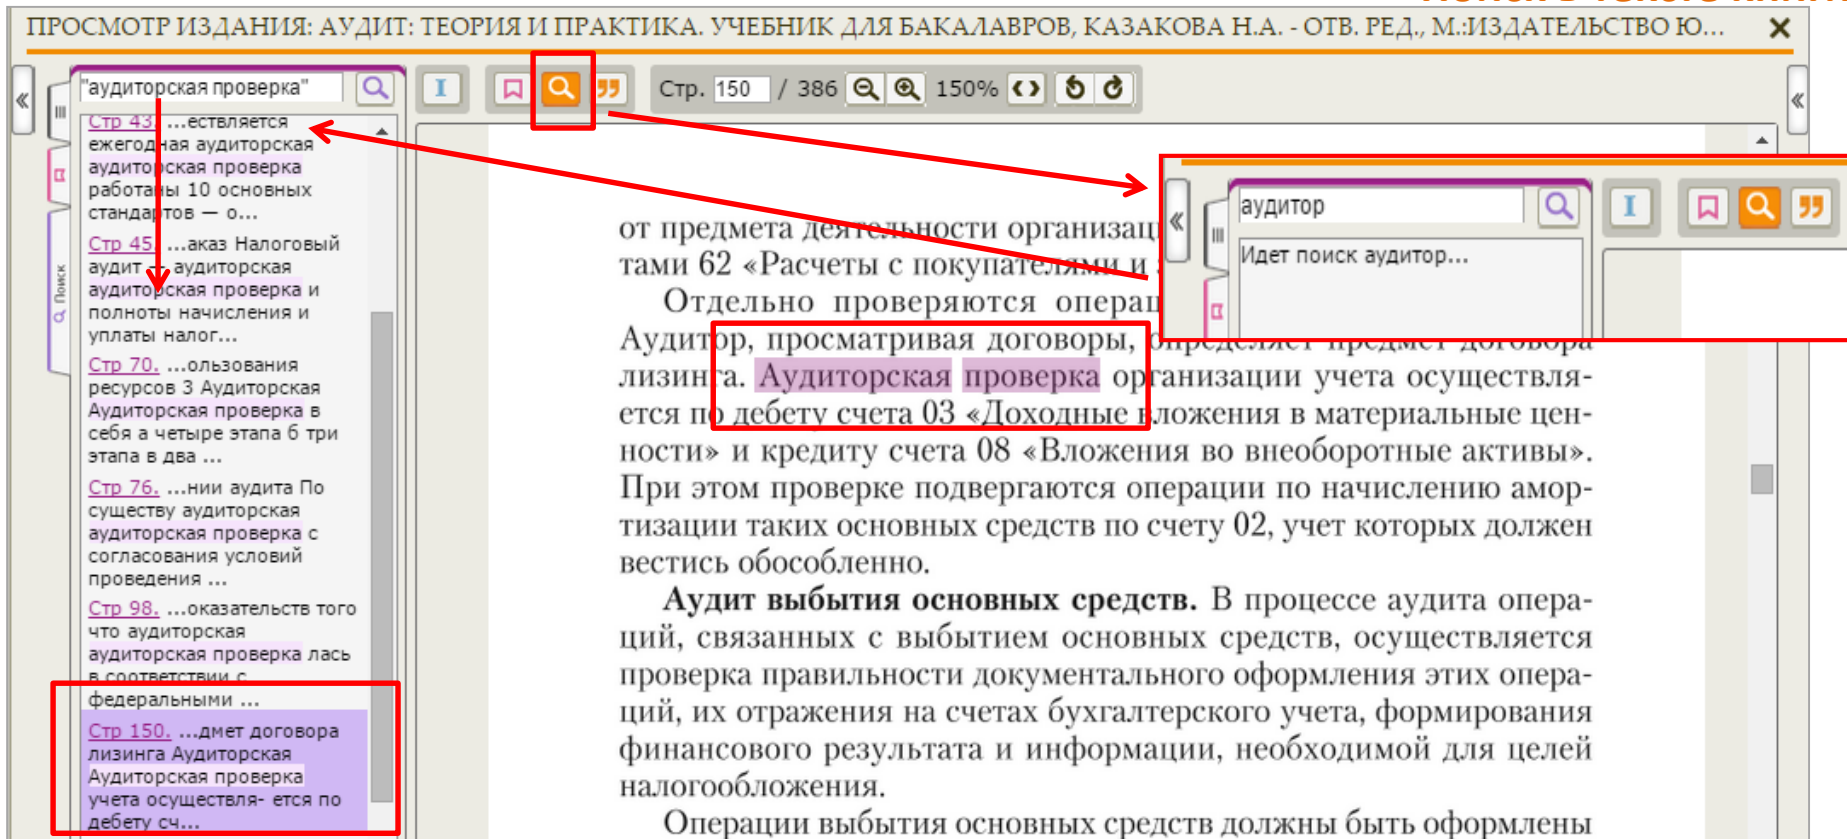 ПРОСМОТР ИЗДАНИЯ: АУДИТ: ТЕОРИЯ И ПРАКТИКА. УЧЕБНИК ДЛЯ БАКАЛАВРОВ, КАЗАКОВА Н.А. - ОТВ. РЕД., М.:ИЗДАТЕЛЬСТВО Ю...
"аудиторская проверка"
Стр. 150 / 386 150%
Стр 43. ...ествляется
ежегодная аудиторская
аудиторская проверка
работаны 10 основных
стандартов — о...
Стр 45. ...аказ Налоговый
аудит — аудиторская
аудиторская проверка и
полноты начисления и
уплаты налог...
Стр 70. ...ользования
ресурсов 3 Аудиторская
Аудиторская проверка в
себя а четыре этапа б три
этапа в два ...
Стр 76. ...нии аудита По
существу аудиторская
аудиторская проверка с
согласования условий
проведения ...
Стр 98. ...оказательств того
что аудиторская
аудиторская проверка лась
в соответствии с
федеральными ...
Стр 150. ...дмет договора
лизинга Аудиторская
Аудиторская проверка
учета осуществля- ется по
дебету сч...
Поиск
аудитор
Идет поиск аудитор...
от предмета деятельности организац
тами 62 «Расчеты с покупателями и
Отдельно проверяются операц
Аудитор, просматривая договоры, определяет предмет договора
лизинга. Аудиторская проверка организации учета осуществля-
ется по дебету счета 03 «Доходные вложения в материальные цен-
ности» и кредиту счета 08 «Вложения во внеоборотные активы».
При этом проверке подвергаются операции по начислению амор-
тизации таких основных средств по счету 02, учет которых должен
вестись обособленно.
Аудит выбытия основных средств. В процессе аудита опера-
ций, связанных с выбытием основных средств, осуществляется
проверка правильности документального оформления этих опера-
ций, их отражения на счетах бухгалтерского учета, формирования
финансового результата и информации, необходимой для целей
налогообложения.
Операции выбытия основных средств должны быть оформлены